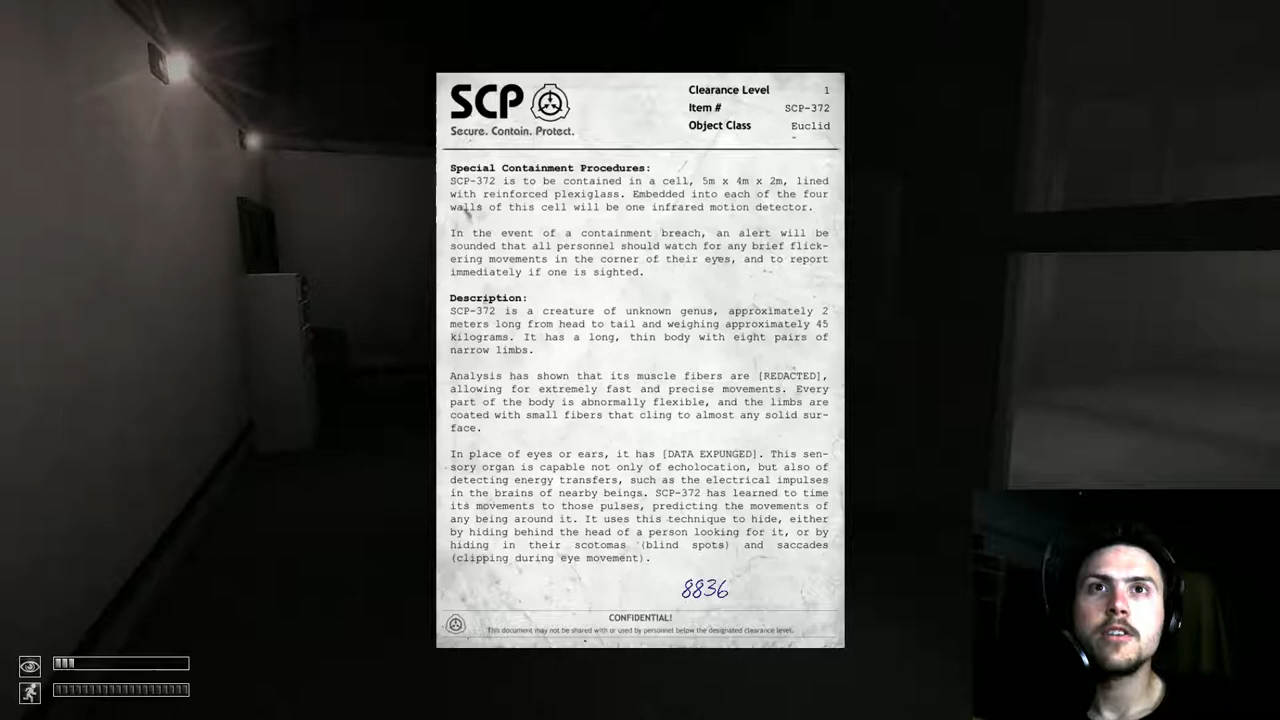 SCP
Secure. Contain. Protect.
Clearance Level 1
Item # SCP-372
Object Class Euclid
Special Containment Procedures:
SCP-372 is to be contained in a cell, 5m x 4m x 2m, lined
with reinforced plexiglass. Embedded into each of the four
walls of this cell will be one infrared motion detector.
In the event of a containment breach, an alert will be
sounded that all personnel should watch for any brief flick-
ering movements in the corner of their eyes, and to report
immediately if one is sighted.
Description:
SCP-372 is a creature of unknown genus, approximately 2
meters long from head to tail and weighing approximately 45
kilograms. It has a long, thin body with eight pairs of
narrow limbs.
Analysis has shown that its muscle fibers are [REDACTED],
allowing for extremely fast and precise movements. Every
part of the body is abnormally flexible, and the limbs are
coated with small fibers that cling to almost any solid sur-
face.
In place of eyes or ears, it has [DATA EXPUNGED]. This sen-
sory organ is capable not only of echolocation, but also of
detecting energy transfers, such as the electrical impulses
in the brains of nearby beings. SCP-372 has learned to time
its movements to those pulses, predicting the movements of
any being around it. It uses this technique to hide, either
by hiding behind the head of a person looking for it, or by
hiding in their scotomas (blind spots) and saccades
(clipping during eye movement).
8836
CONFIDENTIAL!
This document may not be shared with or used by personnel below the designated clearance level.